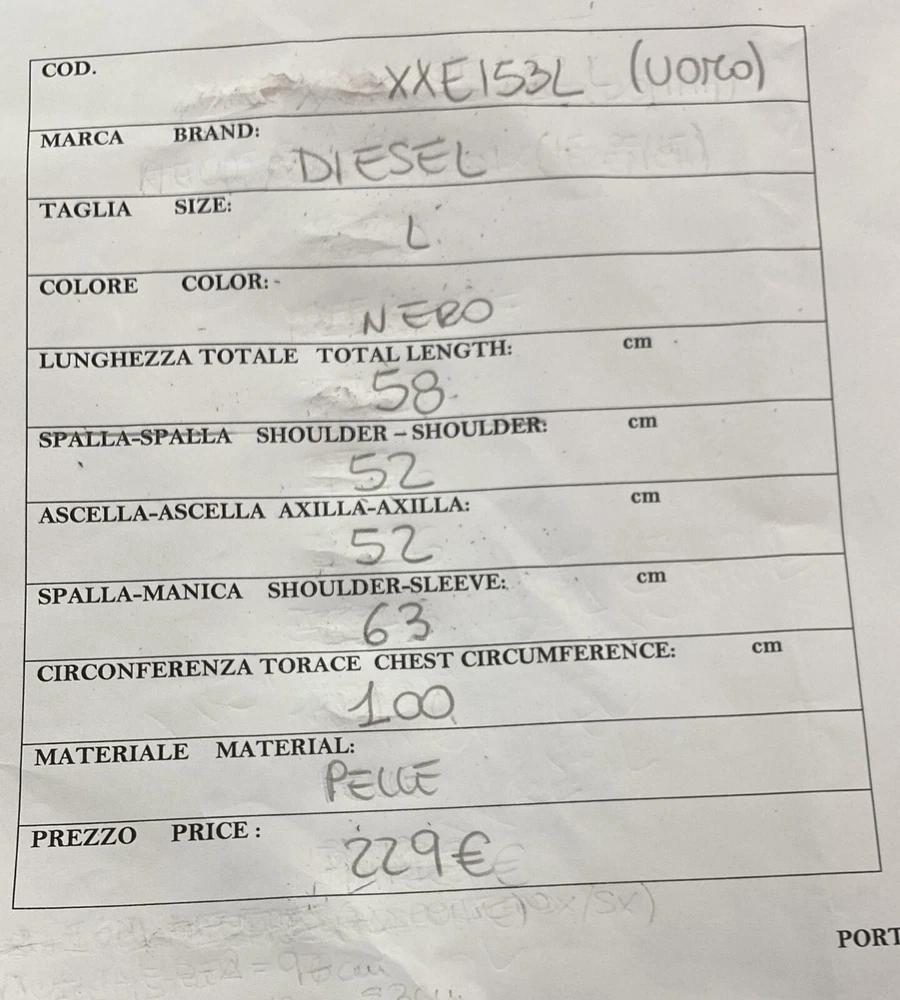 COD. XXE153L (UOMO)
MARCA BRAND: DIESEL
TAGLIA SIZE: L
COLORE COLOR:
NERO
LUNGHEZZA TOTALE TOTAL LENGTH: cm
58
SPALLA-SPALLA SHOULDER – SHOULDER: cm
52
ASCELLA-ASCELLA AXILLA-AXILLA: cm
52
SPALLA-MANICA SHOULDER-SLEEVE: cm
63
CIRCONFERENZA TORACE CHEST CIRCUMFERENCE: cm
100
MATERIALE MATERIAL:
PELLE
PREZZO PRICE: 229€
PORT